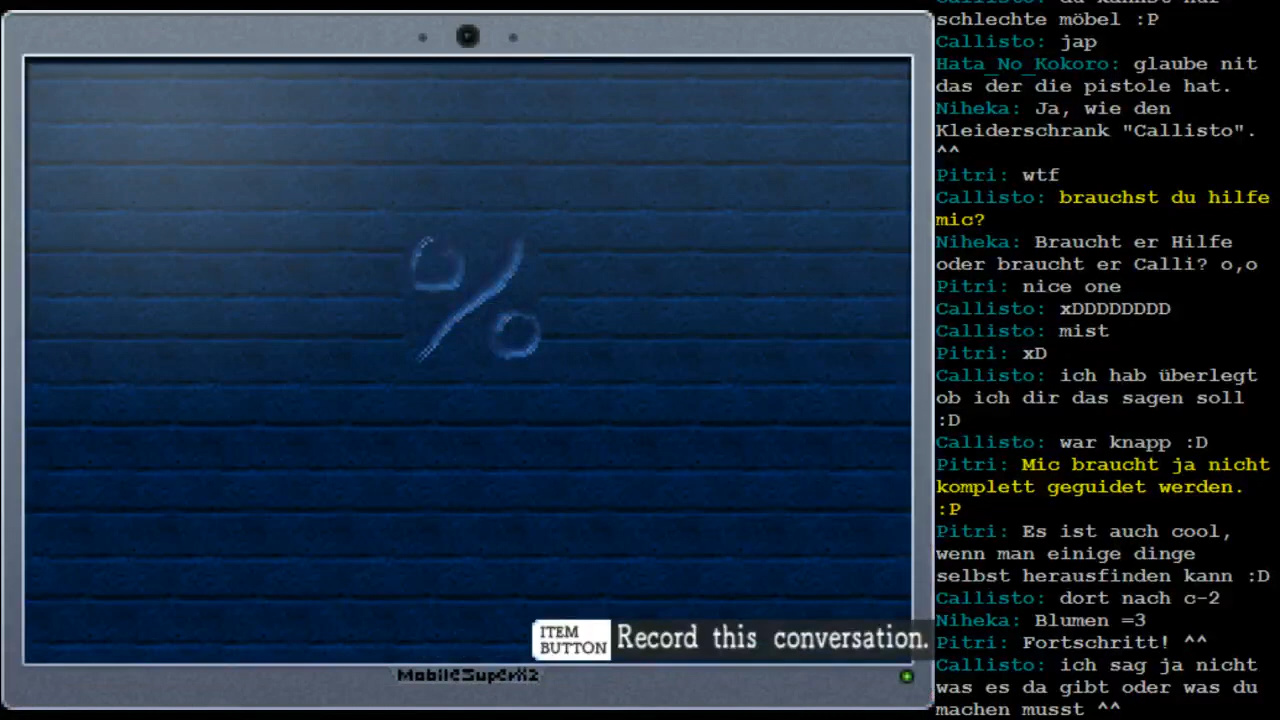 %
ITEM
BUTTON
Record this conversation.
MobileSuperX2
schlechte möbel :P
Callisto: jap
Hata_No_Kokoro: glaube nit
das der die pistole hat.
Niheka: Ja, wie den
Kleiderschrank "Callisto".
^^
Pitri: wtf
Callisto: brauchst du hilfe
mic?
Niheka: Braucht er Hilfe
oder braucht er Calli? o,o
Pitri: nice one
Callisto: xDDDDDDDD
Callisto: mist
Pitri: xD
Callisto: ich hab überlegt
ob ich dir das sagen soll
:D
Callisto: war knapp :D
Pitri: Mic braucht ja nicht
komplett geguidet werden.
:P
Pitri: Es ist auch cool,
wenn man einige dinge
selbst herausfinden kann :D
Callisto: dort nach c-2
Niheka: Blumen =3
Pitri: Fortschritt! ^^
Callisto: ich sag ja nicht
was es da gibt oder was du
machen musst ^^